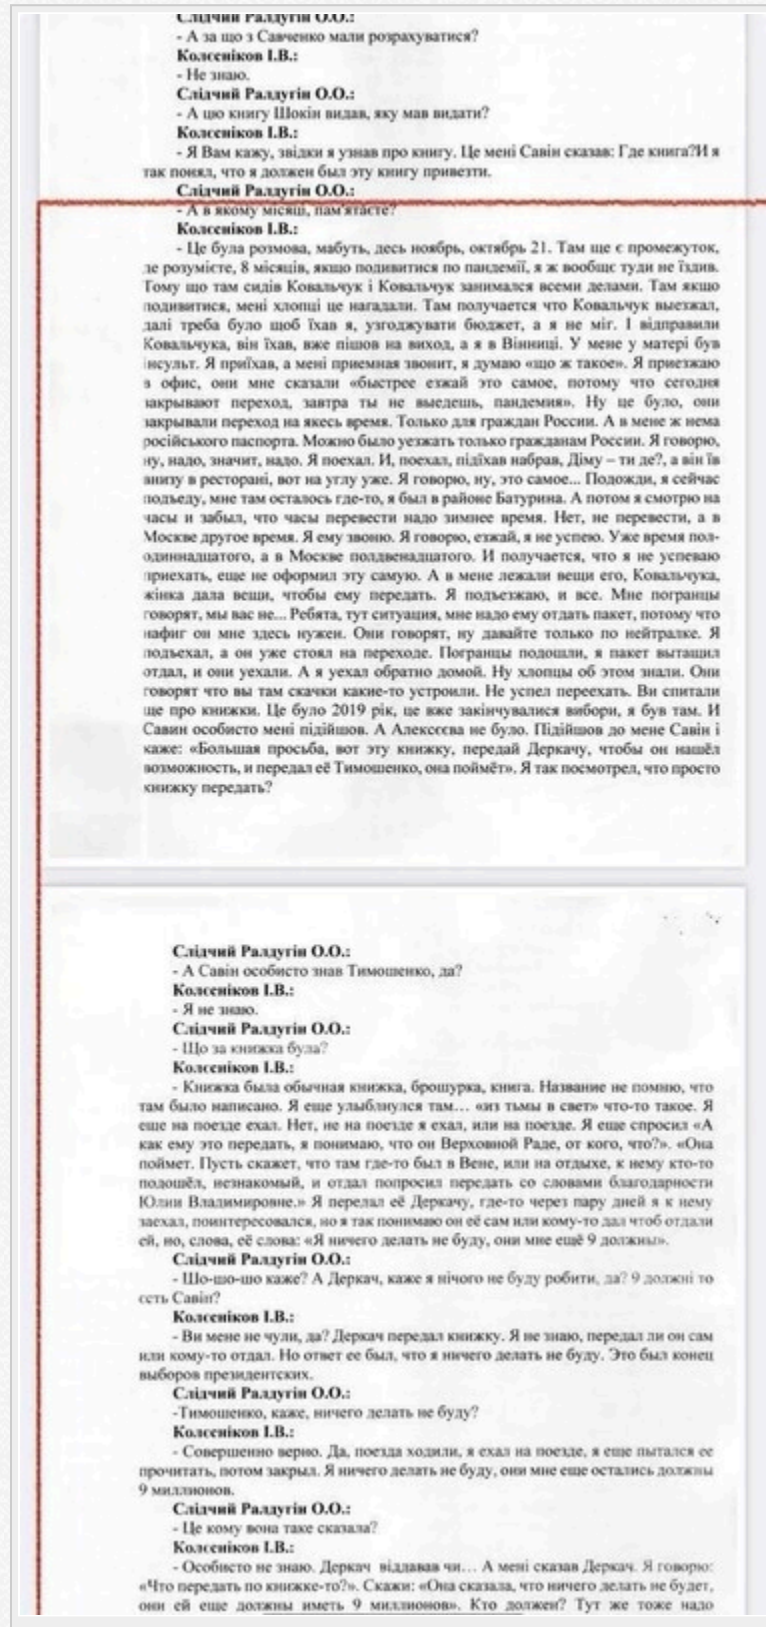 Слідчий Ралдугін О.О.:
- А за що з Савченко мали розрахуватися?
Колєсніков І.В.:
- Не знаю.
Слідчий Ралдугін О.О.:
- А цю книгу Шокін видав, яку мав видати?
Колєсніков І.В.:
- Я Вам кажу, звідки я узнав про книгу. Це мені Савін сказав: Где книга?И я
так понял, что я должен был эту книгу привезти.
Слідчий Ралдугін О.О.:
- А в якому місяці, пам'ятаєте?
Колєсніков І.В.:
- Це була розмова, мабуть, десь ноябрь, октябрь 21. Там ще є промежуток,
де розумієте, 8 місяців, якщо подивитися по пандемії, я ж вообще туди не їздив.
Тому що там сидів Ковальчук і Ковальчук занимался всеми делами. Там якщо
подивитися, мені хлопці це нагадали. Там получается что Ковальчук выезжал,
далі треба було щоб їхав я, узгоджувати бюджет, а я не міг. І відправили
Ковальчука, він їхав, вже пішов на виход, а я в Вінниці. У мене у матері був
інсульт. Я приїхав, а мені приемная звонит, я думаю «що ж такое». Я приезжаю
в офис, они мне сказали «быстрее езжай это самое, потому что сегодня
закрывают переход, завтра ты не выедешь, пандемия». Ну це було, они
закрывали переход на якесь время. Только для граждан России. А в мене ж нема
російського паспорта. Можно было уезжать только гражданам России. Я говорю,
ну, надо, значит, надо. Я поехал. И, поехал, підїхав набрав, Діму – ти де?, а він їв
внизу в ресторані, вот на углу уже. Я говорю, ну, это самое... Подожди, я сейчас
подъеду, мне там осталось где-то, я был в районе Батурина. А потом я смотрю на
часы и забыл, что часы перевести надо зимнее время. Нет, не перевести, а в
Москве другое время. Я ему звоню. Я говорю, езжай, я не успею. Уже время пол-
одиннадцатого, а в Москве полдвенадцатого. И получается, что я не успеваю
приехать, еще не оформил эту самую. А в мене лежали вещи его, Ковальчука,
жінка дала вещи, чтобы ему передать. Я подъезжаю, и все. Мне погранцы
говорят, мы вас не... Ребята, тут ситуация, мне надо ему отдать пакет, потому что
нафиг он мне здесь нужен. Они говорят, ну давайте только по нейтралке. Я
подъехал, а он уже стоял на переходе. Погранцы подошли, я пакет вытащил
отдал, и они уехали. А я уехал обратно домой. Ну хлопцы об этом знали. Они
говорят что вы там скачки какие-то устроили. Не успел переехать. Ви спитали
ще про книжки. Це було 2019 рік, це вже закінчувалися вибори, я був там. И
Савин особисто мені підійшов. А Алексєєва не було. Підійшов до мене Савін і
каже: «Большая просьба, вот эту книжку, передай Деркачу, чтобы он нашёл
возможность, и передал её Тимошенко, она поймёт». Я так посмотрел, что просто
книжку передать?
Слідчий Ралдугін О.О.:
- А Савін особисто знав Тимошенко, да?
Колєсніков І.В.:
- Я не знаю.
Слідчий Ралдугін О.О.:
- Що за книжка була?
Колєсніков І.В.:
- Книжка была обычная книжка, брошурка, книга. Название не помню, что
там было написано. Я еще улыбнулся там... «из тьмы в свет» что-то такое. Я
еще на поезде ехал. Нет, не на поезде я ехал, или на поезде. Я еще спросил «А
как ему это передать, я понимаю, что он Верховной Раде, от кого, что?». «Она
поймет. Пусть скажет, что там где-то был в Вене, или на отдыхе, к нему кто-то
подошёл, незнакомый, и отдал попросил передать со словами благодарности
Юлии Владимировне.» Я передал её Деркачу, где-то через пару дней я к нему
заехал, поинтересовался, но я так понимаю он её сам или кому-то дал чтоб отдали
ей, но, слова, её слова: «Я ничего делать не буду, они мне ещё 9 должны».
Слідчий Ралдугін О.О.:
- Шо-шо-шо каже? А Деркач, каже я нічого не буду робити, да? 9 должні то
есть Савін?
Колєсніков І.В.:
- Ви мене не чули, да? Деркач передал книжку. Я не знаю, передал ли он сам
или кому-то отдал. Но ответ ее был, что я ничего делать не буду. Это был конец
выборов президентских.
Слідчий Ралдугін О.О.:
-Тимошенко, каже, ничего делать не буду?
Колєсніков І.В.:
- Совершенно верно. Да, поезда ходили, я ехал на поезде, я еще пытался ее
прочитать, потом закрыл. Я ничего делать не буду, они мне еще остались должны
9 миллионов.
Слідчий Ралдугін О.О.:
- Це кому вона таке сказала?
Колєсніков І.В.:
- Особисто не знаю. Деркач віддавав чи... А мені сказав Деркач. Я говорю:
«Что передать по книжке-то?». Скажи: «Она сказала, что ничего делать не будет,
они ей еще должны иметь 9 миллионов». Кто должен? Тут же тоже надо